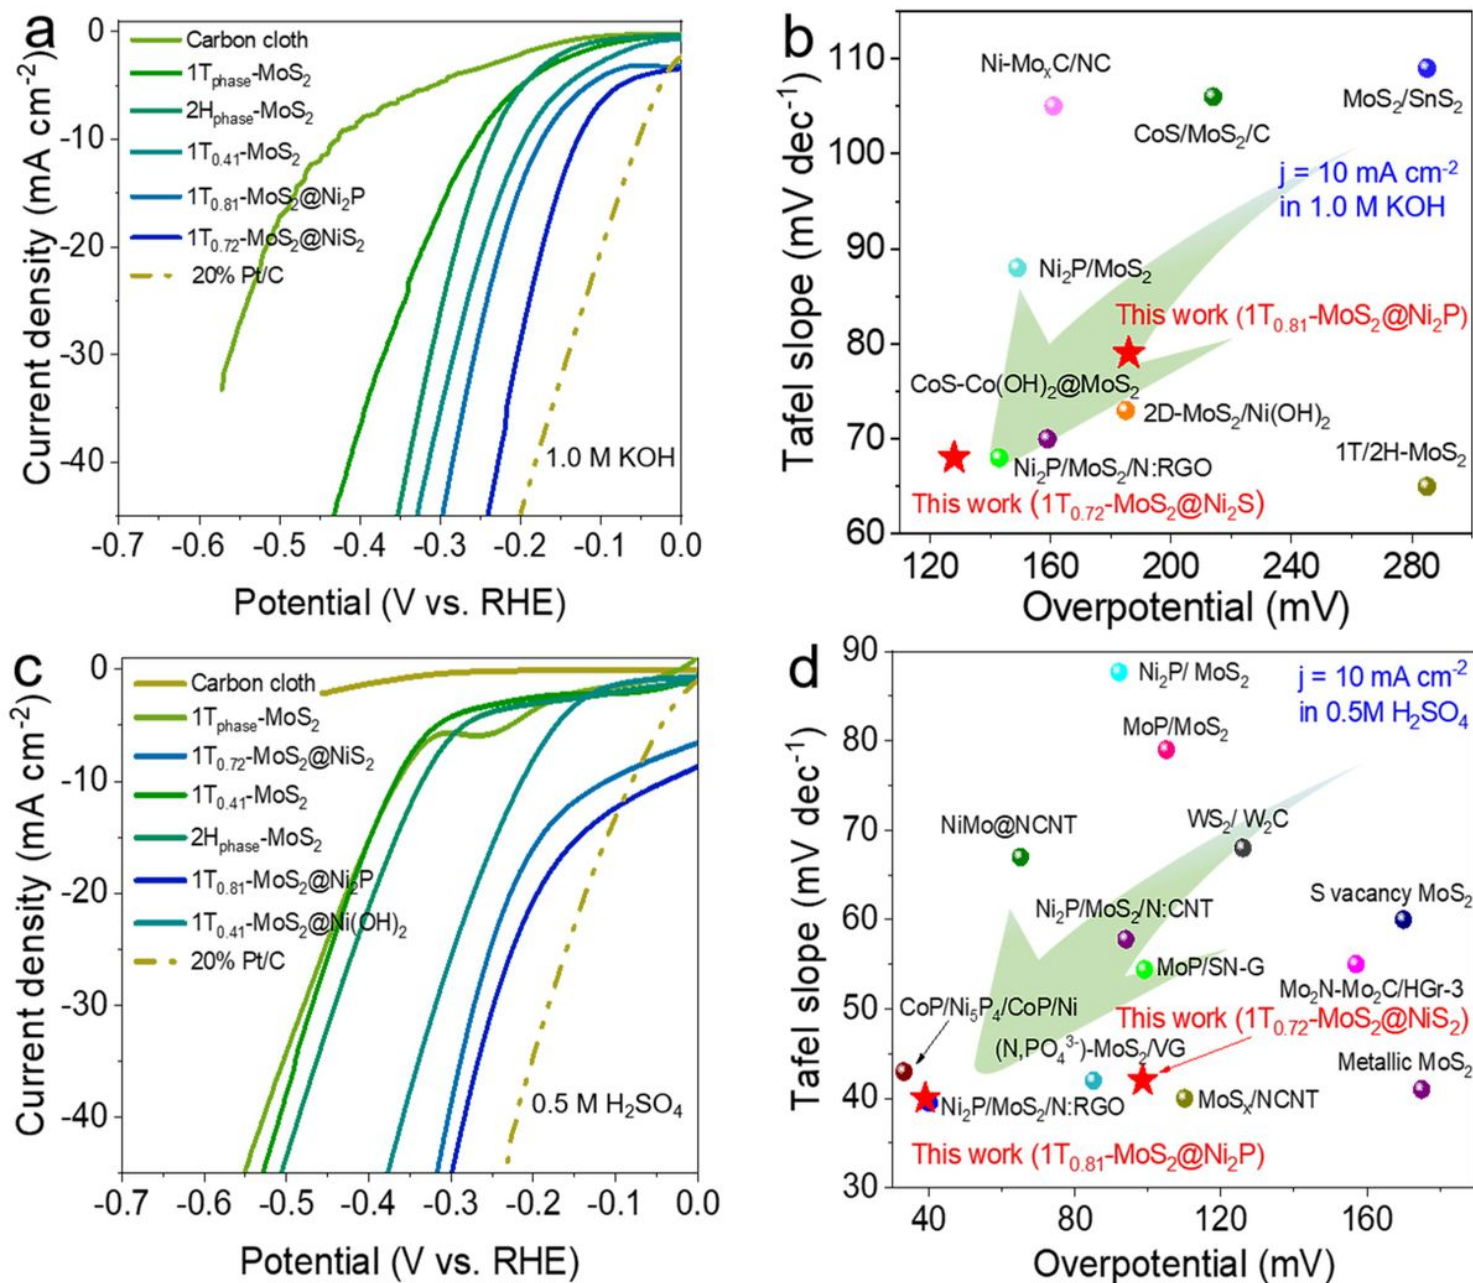 a
0
-10
-20
-30
-40
Current density (mA cm⁻²)
Carbon cloth
1Tₚₕₐₛₑ-MoS₂
2Hₚₕₐₛₑ-MoS₂
1T₀.₄₁-MoS₂
1T₀.₈₁-MoS₂@Ni₂P
1T₀.₇₂-MoS₂@NiS₂
20% Pt/C
1.0 M KOH
-0.7 -0.6 -0.5 -0.4 -0.3 -0.2 -0.1 0.0
Potential (V vs. RHE)
b
110
100
90
80
70
60
Tafel slope (mV dec⁻¹)
Ni-MoₓC/NC
MoS₂/SnS₂
CoS/MoS₂/C
j = 10 mA cm⁻²
in 1.0 M KOH
Ni₂P/MoS₂
This work (1T₀.₈₁-MoS₂@Ni₂P)
CoS-Co(OH)₂@MoS₂
2D-MoS₂/Ni(OH)₂
1T/2H-MoS₂
Ni₂P/MoS₂/N:RGO
This work (1T₀.₇₂-MoS₂@Ni₂S)
120 160 200 240 280
Overpotential (mV)
c
0
-10
-20
-30
-40
Current density (mA cm⁻²)
Carbon cloth
1Tₚₕₐₛₑ-MoS₂
1T₀.₇₂-MoS₂@NiS₂
1T₀.₄₁-MoS₂
2Hₚₕₐₛₑ-MoS₂
1T₀.₈₁-MoS₂@Ni₂P
1T₀.₄₁-MoS₂@Ni(OH)₂
20% Pt/C
0.5 M H₂SO₄
-0.7 -0.6 -0.5 -0.4 -0.3 -0.2 -0.1 0.0
Potential (V vs. RHE)
d
90
80
70
60
50
40
30
Tafel slope (mV dec⁻¹)
Ni₂P/ MoS₂
j = 10 mA cm⁻²
in 0.5M H₂SO₄
MoP/MoS₂
NiMo@NCNT
WS₂/ W₂C
S vacancy MoS₂
Ni₂P/MoS₂/N:CNT
MoP/SN-G
Mo₂N-Mo₂C/HGr-3
CoP/Ni₅P₄/CoP/Ni
This work (1T₀.₇₂-MoS₂@NiS₂)
(N,PO₄³⁻)-MoS₂/VG
Metallic MoS₂
Ni₂P/MoS₂/N:RGO
MoSₓ/NCNT
This work (1T₀.₈₁-MoS₂@Ni₂P)
40 80 120 160
Overpotential (mV)